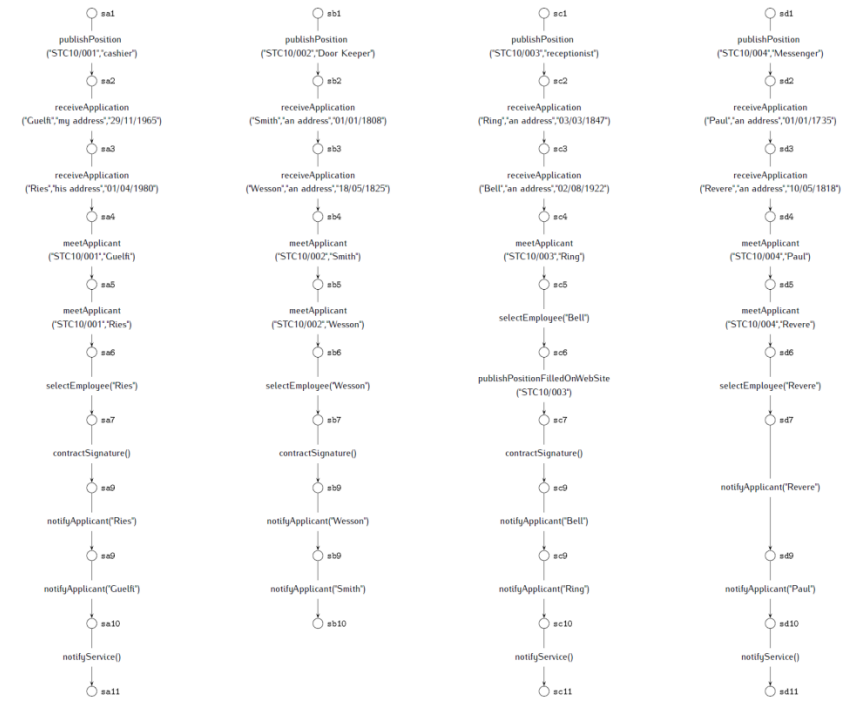 sa1
publishPosition
("STC10/001","cashier")
sa2
receiveApplication
("Guelfi","my address","29/11/1965")
sa3
receiveApplication
("Ries","his address","01/04/1980")
sa4
meetApplicant
("STC10/001","Guelfi")
sa5
meetApplicant
("STC10/001","Ries")
sa6
selectEmployee("Ries")
sa7
contractSignature()
sa9
notifyApplicant("Ries")
sa9
notifyApplicant("Guelfi")
sa10
notifyService()
sa11
sb1
publishPosition
("STC10/002","Door Keeper")
sb2
receiveApplication
("Smith","an address","01/01/1808")
sb3
receiveApplication
("Wesson","an address","18/05/1825")
sb4
meetApplicant
("STC10/002","Smith")
sb5
meetApplicant
("STC10/002","Wesson")
sb6
selectEmployee("Wesson")
sb7
contractSignature()
sb9
notifyApplicant("Wesson")
sb9
notifyApplicant("Smith")
sb10
sc1
publishPosition
("STC10/003","receptionist")
sc2
receiveApplication
("Ring","an address","03/03/1847")
sc3
receiveApplication
("Bell","an address","02/08/1922")
sc4
meetApplicant
("STC10/003","Ring")
sc5
selectEmployee("Bell")
sc6
publishPositionFilledOnWebSite
("STC10/003")
sc7
contractSignature()
sc9
notifyApplicant("Bell")
sc9
notifyApplicant("Ring")
sc10
notifyService()
sc11
sd1
publishPosition
("STC10/004","Messenger")
sd2
receiveApplication
("Paul","an address","01/01/1735")
sd3
receiveApplication
("Revere","an address","10/05/1818")
sd4
meetApplicant
("STC10/004","Paul")
sd5
meetApplicant
("STC10/004","Revere")
sd6
selectEmployee("Revere")
sd7
notifyApplicant("Revere")
sd9
notifyApplicant("Paul")
sd10
notifyService()
sd11